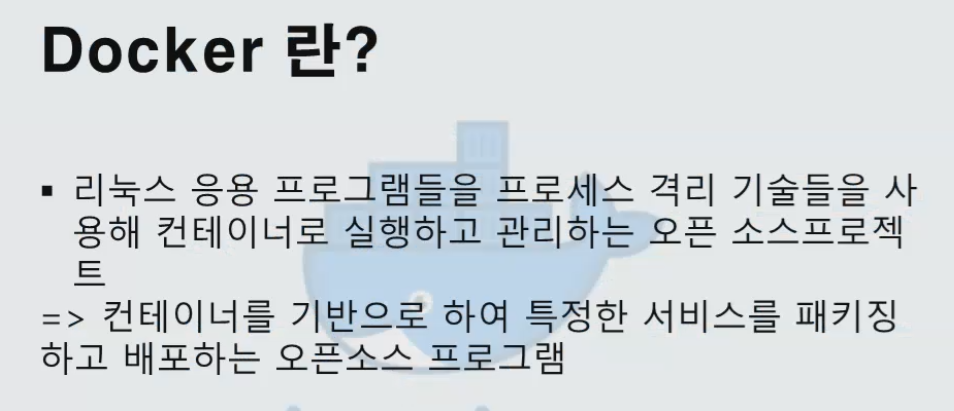 Docker 란?
▪ 리눅스 응용 프로그램들을 프로세스 격리 기술들을 사
용해 컨테이너로 실행하고 관리하는 오픈 소스프로젝
트
=> 컨테이너를 기반으로 하여 특정한 서비스를 패키징
하고 배포하는 오픈소스 프로그램